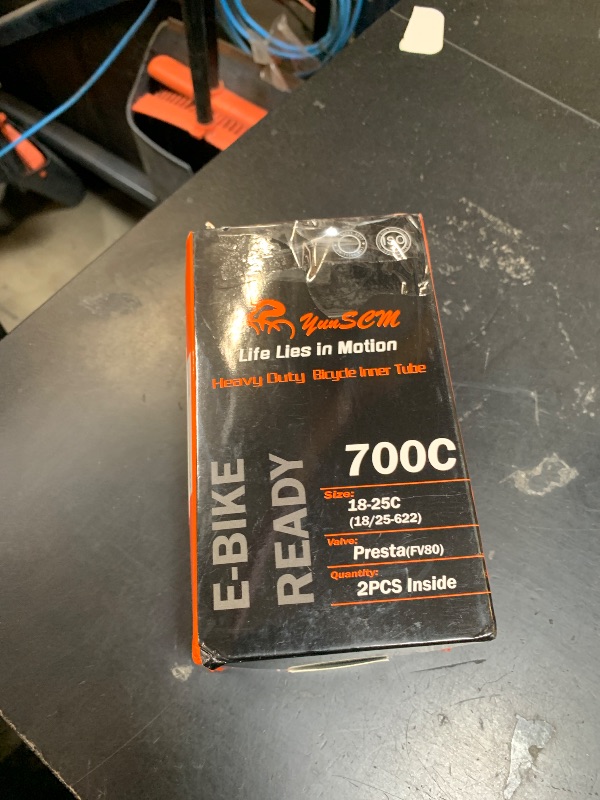 ISO
YunSCM
Life Lies in Motion
Heavy Duty Bicycle Inner Tube
E-BIKE
READY
700C
Size:
18-25C
(18/25-622)
Valve:
Presta(FV80)
Quantity:
2PCS Inside